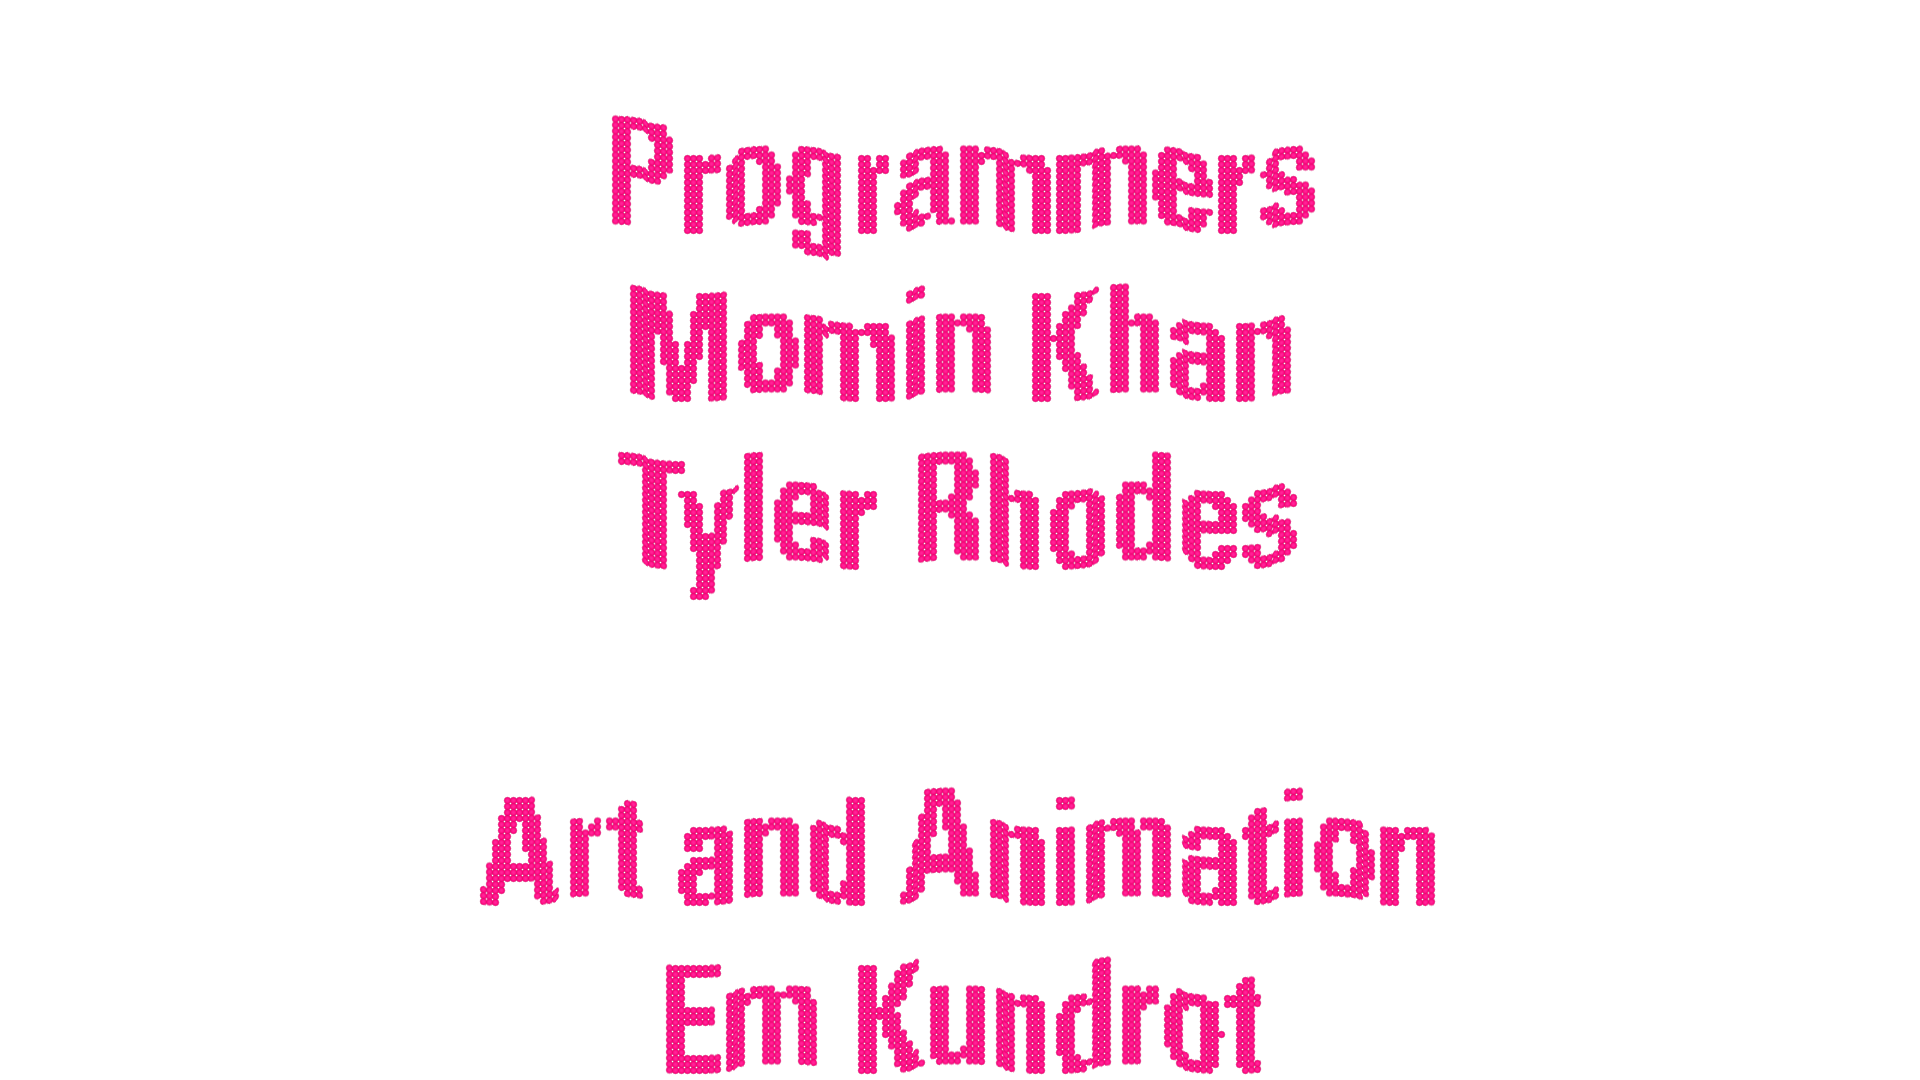 Programmers
Momin Khan
Tyler Rhodes
Art and Animation
Em Kundrot